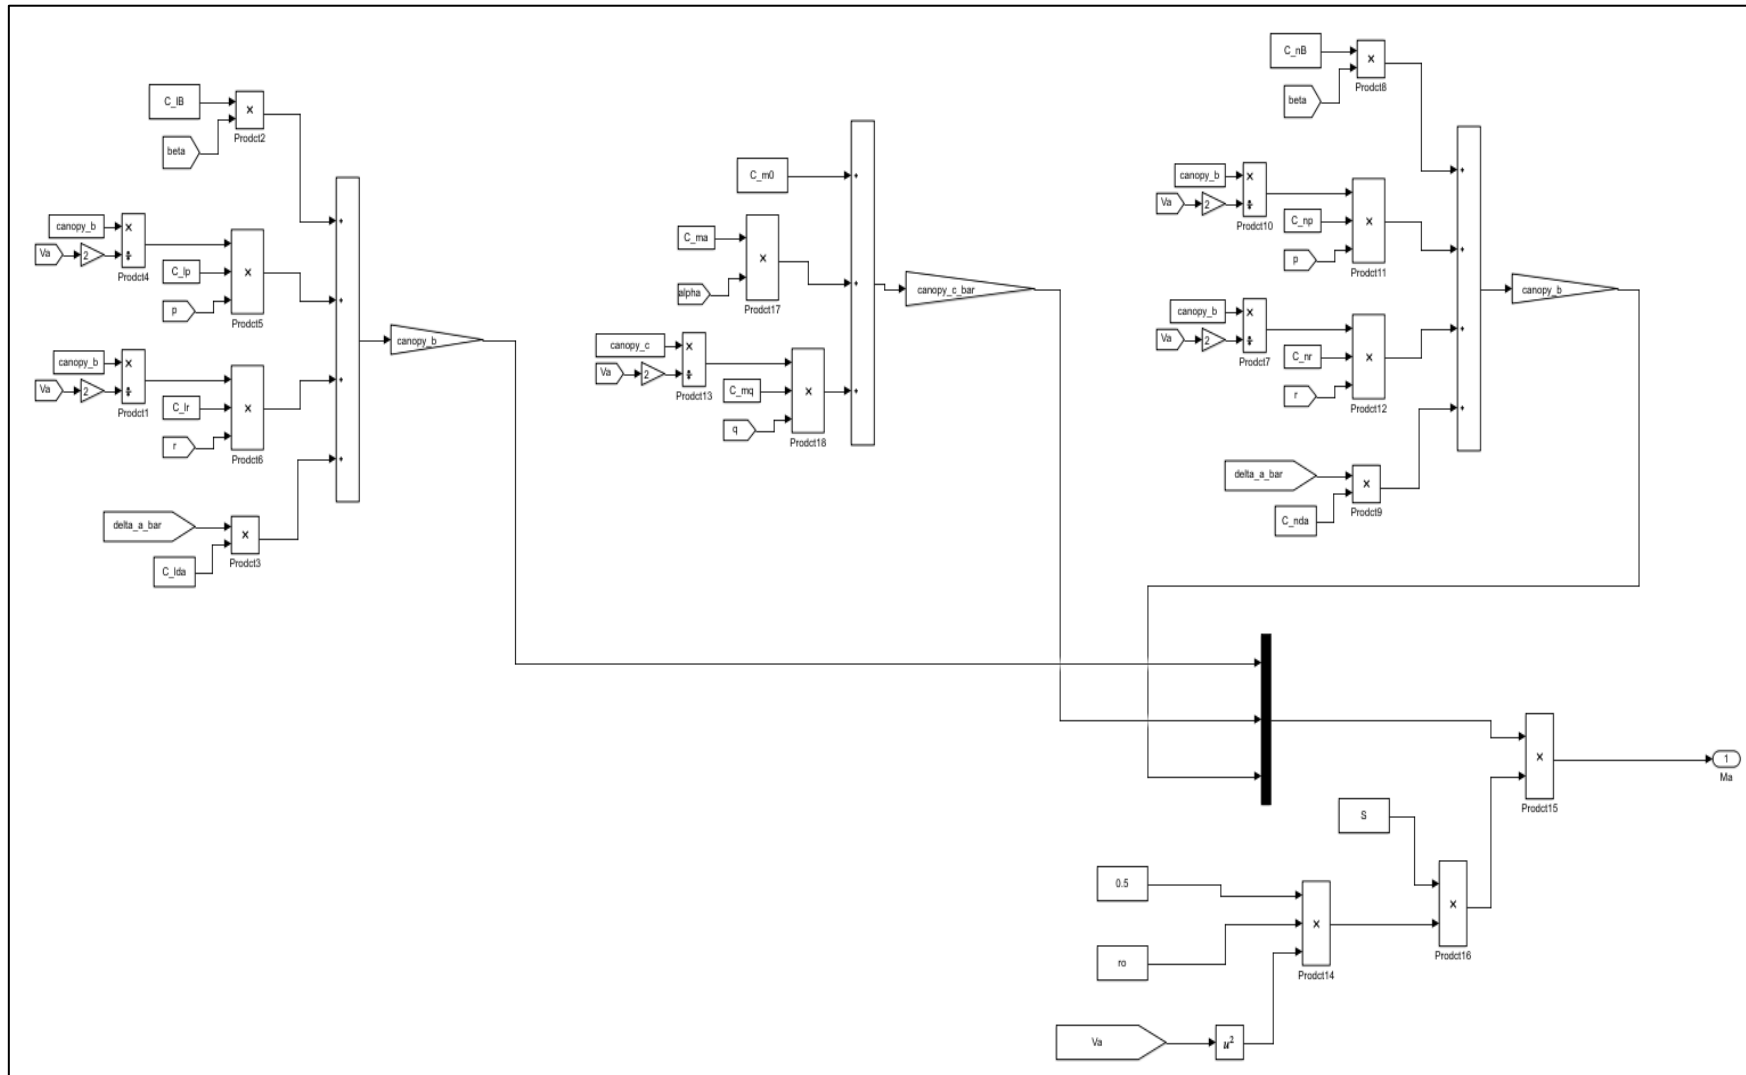 C_lB
×
beta
Prodct2
canopy_b
×
Va
2
÷
Prodct4
C_lp
×
p
Prodct5
canopy_b
×
Va
2
÷
Prodct1
C_lr
×
r
Prodct6
delta_a_bar
×
C_lda
Prodct3
+
+
+
+
canopy_b
C_m0
C_ma
×
alpha
Prodct17
canopy_c
×
Va
2
÷
Prodct13
C_mq
×
q
Prodct18
+
+
+
canopy_c_bar
C_nB
×
beta
Prodct8
canopy_b
×
Va
2
÷
Prodct10
C_np
×
p
Prodct11
canopy_b
×
Va
2
÷
Prodct7
C_nr
×
r
Prodct12
delta_a_bar
×
C_nda
Prodct9
+
+
+
+
canopy_b
×
Prodct15
1
Ma
S
×
Prodct16
0.5
ro
×
Prodct14
Va
u²